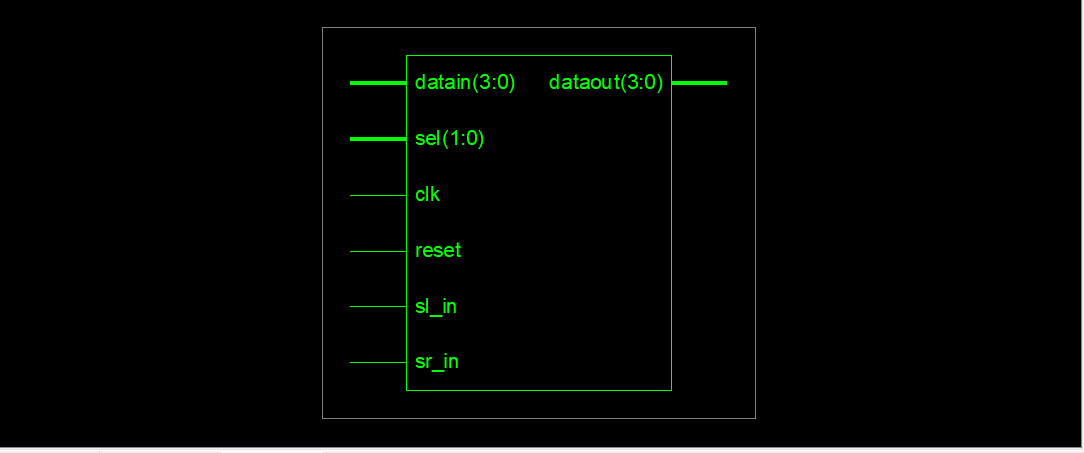 datain(3:0) dataout(3:0)
sel(1:0)
clk
reset
sl_in
sr_in